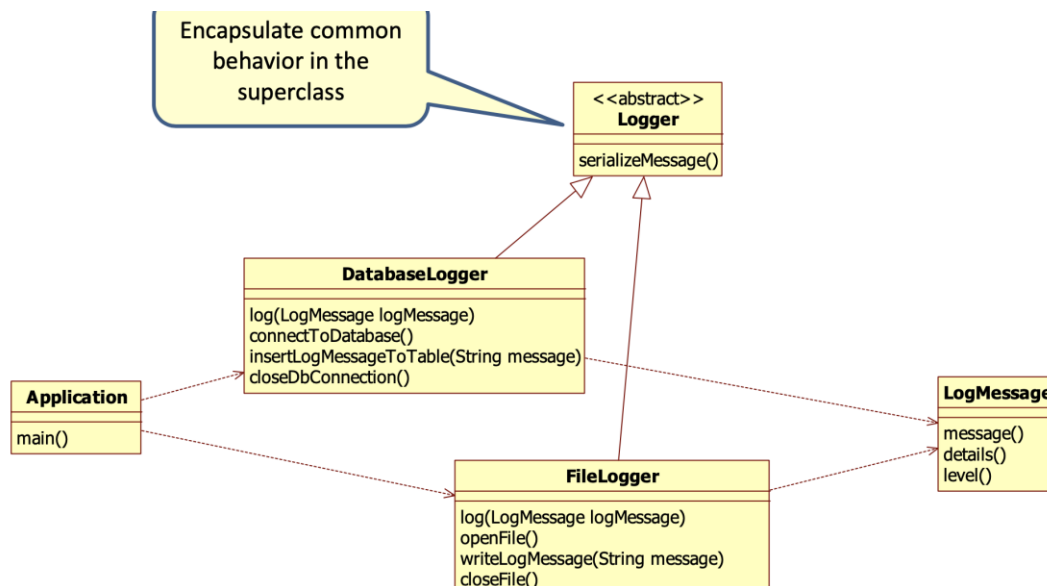 Encapsulate common
behavior in the
superclass
<<abstract>>
Logger
serializeMessage()
DatabaseLogger
log(LogMessage logMessage)
connectToDatabase()
insertLogMessageToTable(String message)
closeDbConnection()
Application
main()
LogMessage
message()
details()
level()
FileLogger
log(LogMessage logMessage)
openFile()
writeLogMessage(String message)
closeFile()